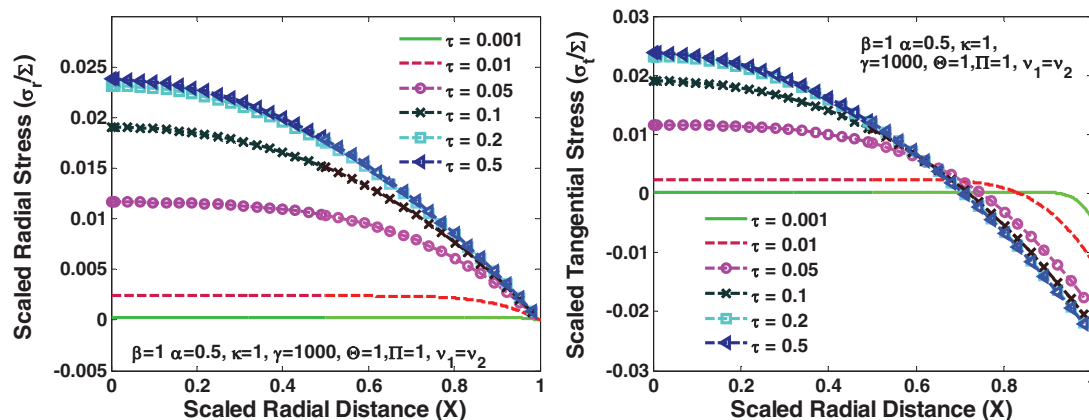 Scaled Radial Stress (σr/Σ)
0.025
0.02
0.015
0.01
0.005
0
-0.005
τ = 0.001
τ = 0.01
τ = 0.05
τ = 0.1
τ = 0.2
τ = 0.5
β=1 α=0.5, κ=1, γ=1000, Θ=1,Π=1, ν1=ν2
0 0.2 0.4 0.6 0.8 1
Scaled Radial Distance (X)
Scaled Tangential Stress (σt/Σ)
0.03
0.02
0.01
0
-0.01
-0.02
-0.03
β=1 α=0.5, κ=1,
γ=1000, Θ=1,Π=1, ν1=ν2
τ = 0.001
τ = 0.01
τ = 0.05
τ = 0.1
τ = 0.2
τ = 0.5
0 0.2 0.4 0.6 0.8
Scaled Radial Distance (X)